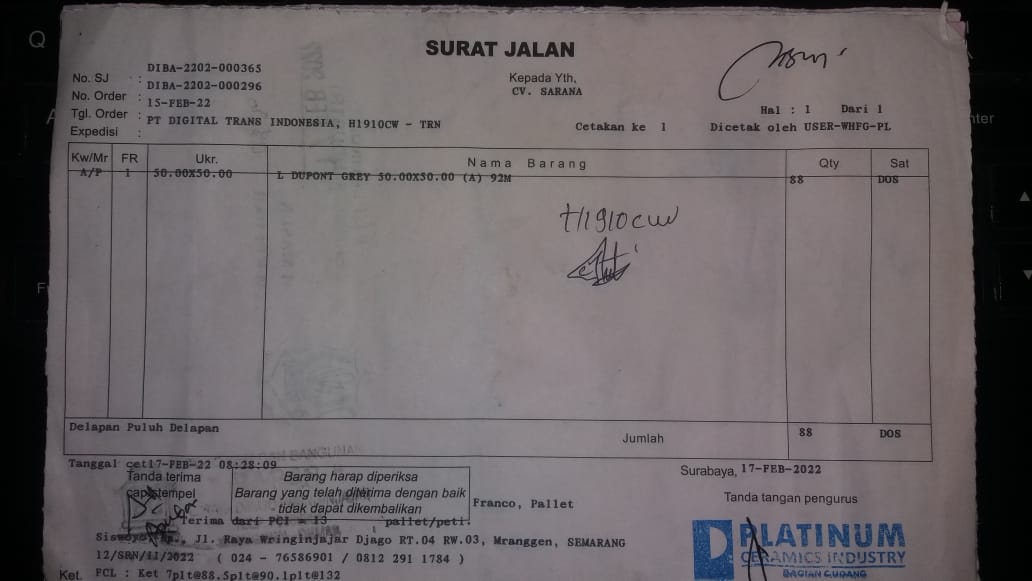 SURAT JALAN
No. SJ : DIBA-2202-000365
No. Order : DIBA-2202-000296
Tgl. Order : 15-FEB-22
Expedisi : PT DIGITAL TRANS INDONESIA, H1910CW - TRN
Kepada Yth,
CV. SARANA
Hal : 1 Dari 1
Cetakan ke 1 Dicetak oleh USER-WHFG-PL
Kw/Mr FR Ukr. Nama Barang Qty Sat
A/P 1 50.00X50.00 L DUPONT GREY 50.00X50.00 (A) 92M 88 DOS
H1910CW
Delapan Puluh Delapan Jumlah 88 DOS
Tanggal cet17-FEB-22 08:28:09
Surabaya, 17-FEB-2022
Tanda terima
cap stempel
Barang harap diperiksa
Barang yang telah diterima dengan baik
tidak dapat dikembalikan
Franco, Pallet
Tanda tangan pengurus
Terima dari PCI = 13 pallet/peti.
Jl. Raya Wringinjajar Djago RT.04 RW.03, Mranggen, SEMARANG
12/SRN/II/2022 ( 024 - 76586901 / 0812 291 1784 )
Ket. PCL : Ket 7plt@88.5plt@90.1plt@132
PLATINUM
CERAMICS INDUSTRY
BAGIAN GUDANG
Q